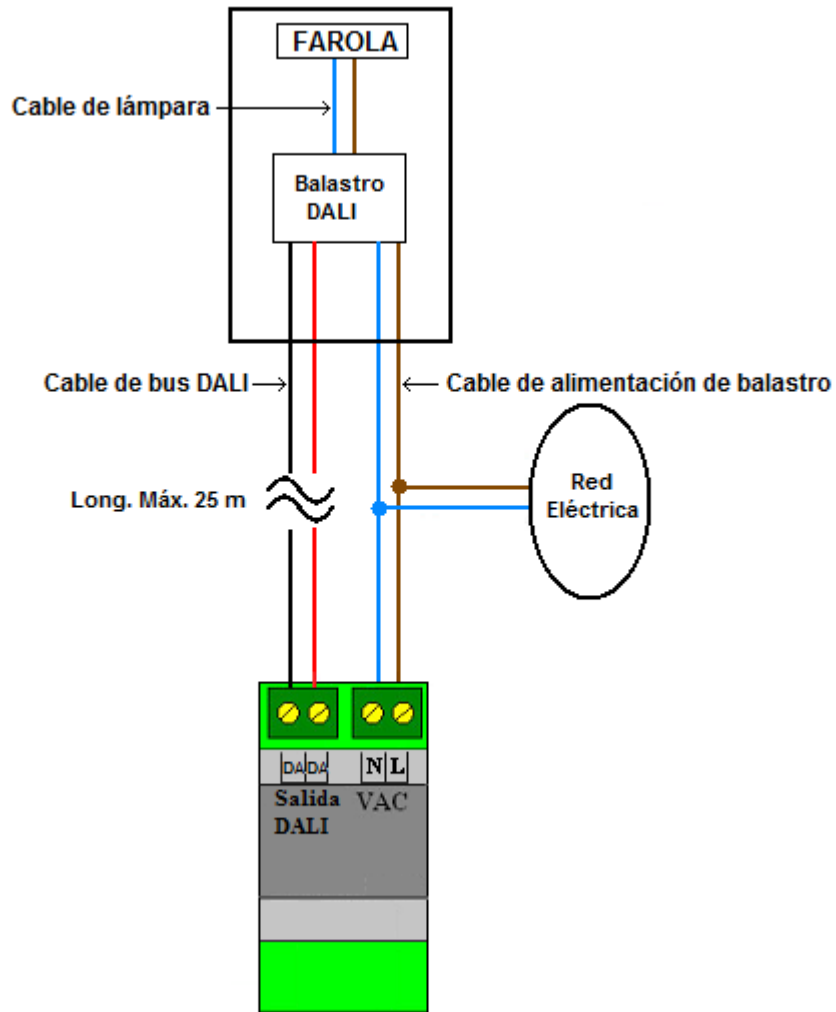 FAROLA
Cable de lámpara
Balastro
DALI
Cable de bus DALI
Cable de alimentación de balastro
Long. Máx. 25 m
Red
Eléctrica
DA DA N L
Salida VAC
DALI